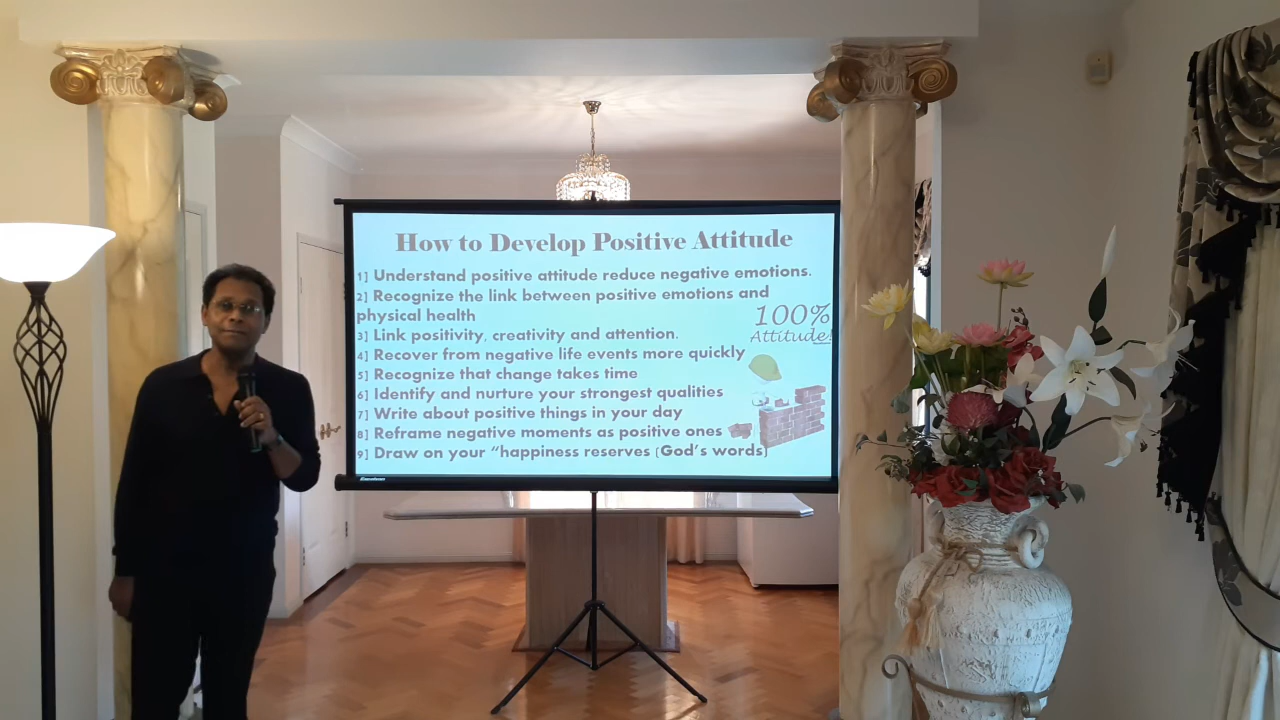 How to Develop Positive Attitude
1] Understand positive attitude reduce negative emotions.
2] Recognize the link between positive emotions and
physical health
3] Link positivity, creativity and attention.
4] Recover from negative life events more quickly
5] Recognize that change takes time
6] Identify and nurture your strongest qualities
7] Write about positive things in your day
8] Reframe negative moments as positive ones
9] Draw on your “happiness reserves (God's words)
100%
Attitude!